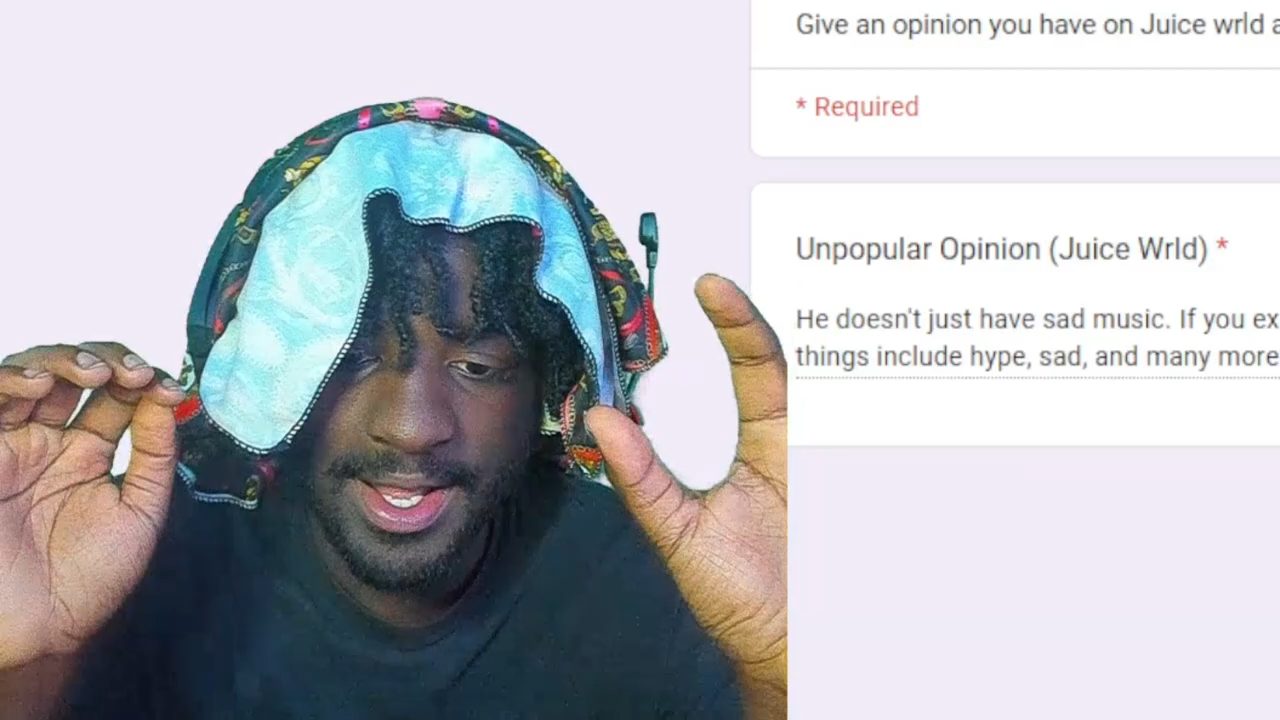 Give an opinion you have on Juice wrld
* Required
Unpopular Opinion (Juice Wrld) *
He doesn't just have sad music. If you
things include hype, sad, and many more